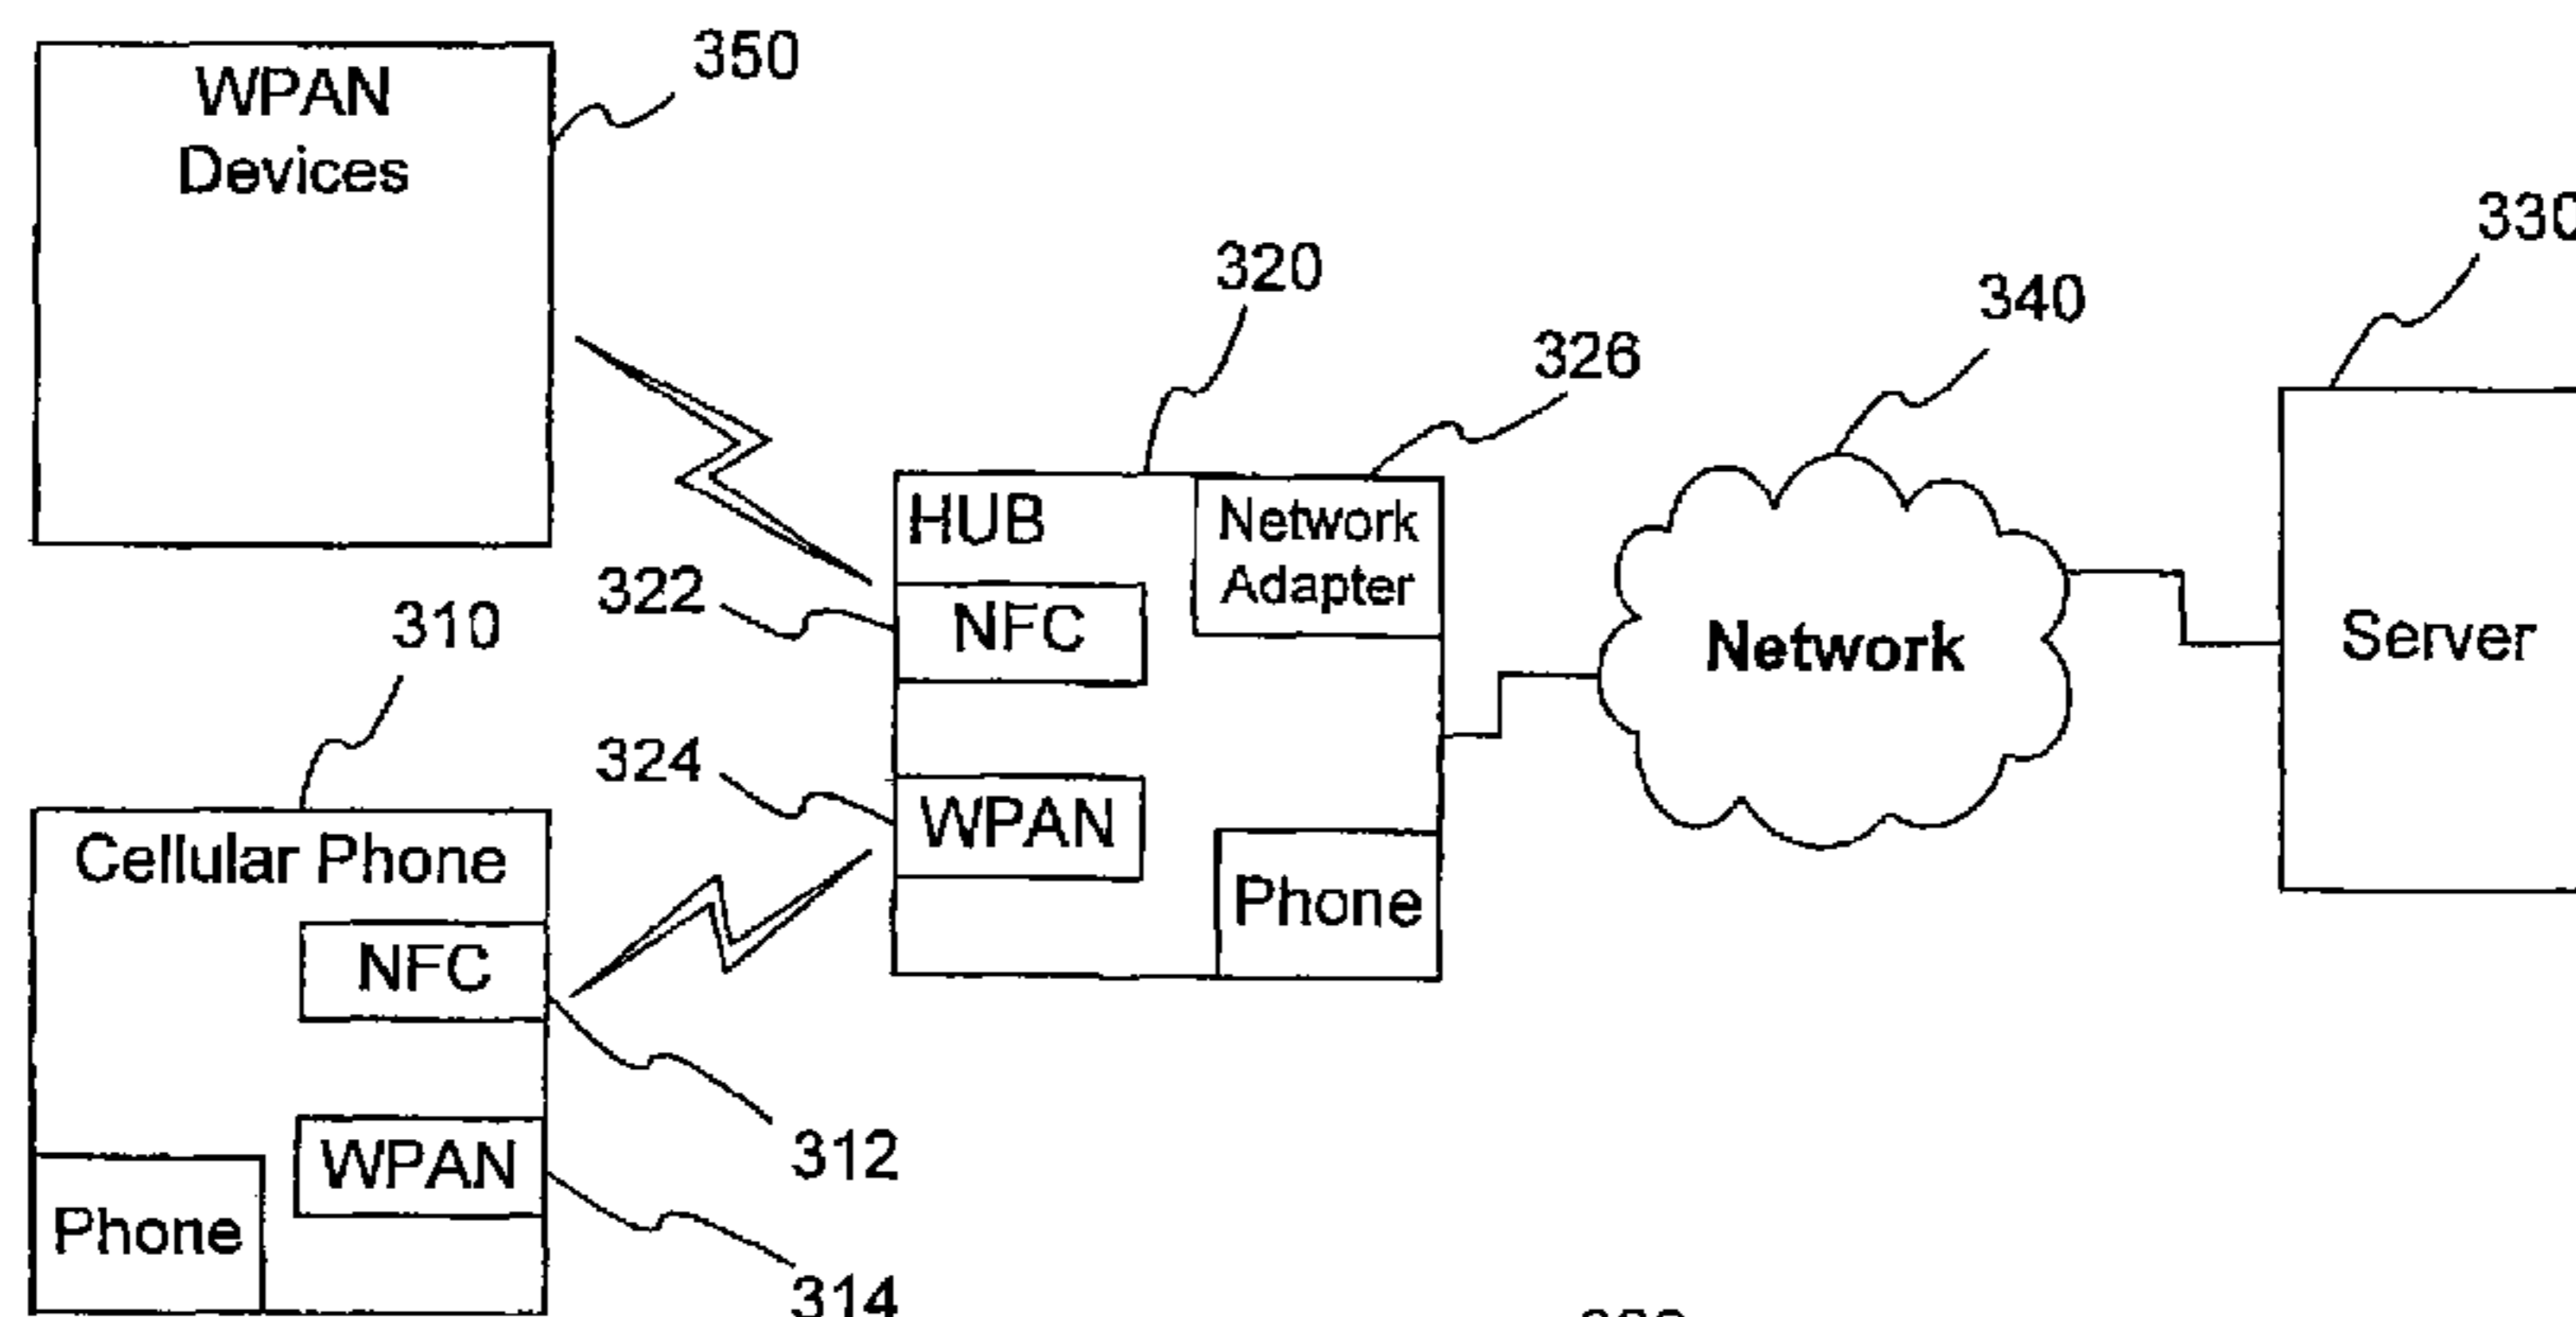 350
WPAN
Devices
330
320
340
326
HUB
Network
Adapter
322
NFC
310
Network
Server
324
WPAN
Cellular Phone
Phone
NFC
312
WPAN
Phone
314